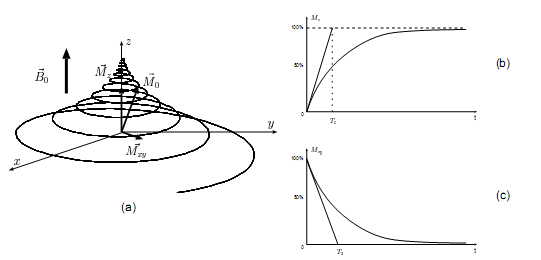 z
B⃗₀
M⃗z
M⃗₀
y
x
M⃗xy
(a)
Mz
100%
50%
0
T₁
t
(b)
Mxy
100%
50%
0
T₂
t
(c)